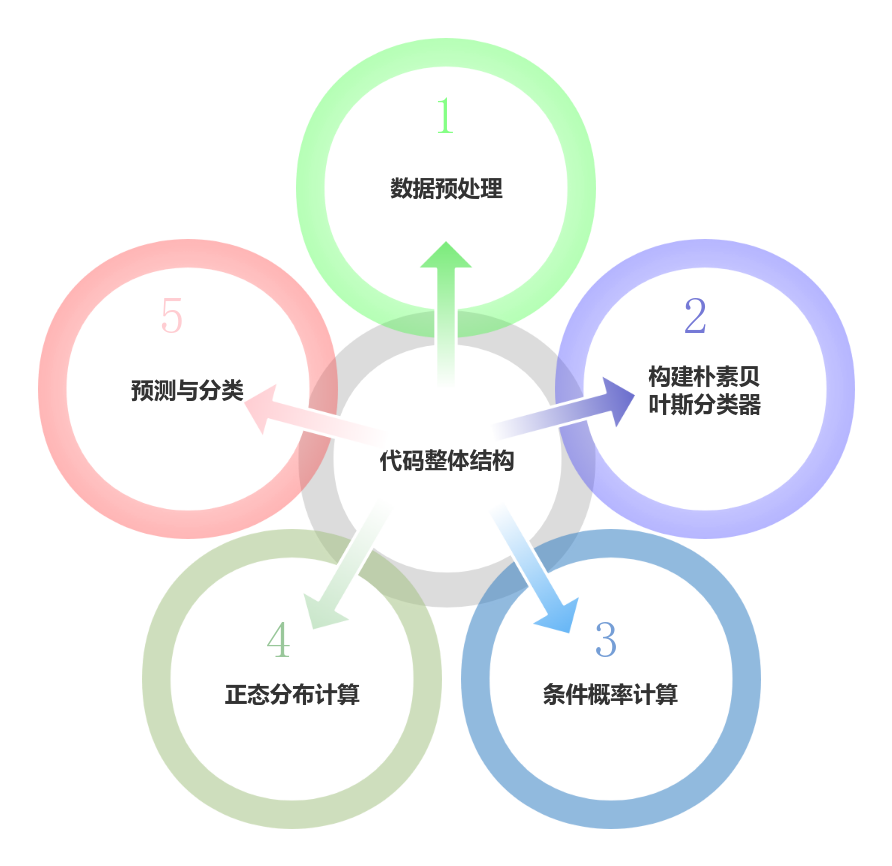 1
数据预处理
2
构建朴素贝
叶斯分类器
3
条件概率计算
4
正态分布计算
5
预测与分类
代码整体结构